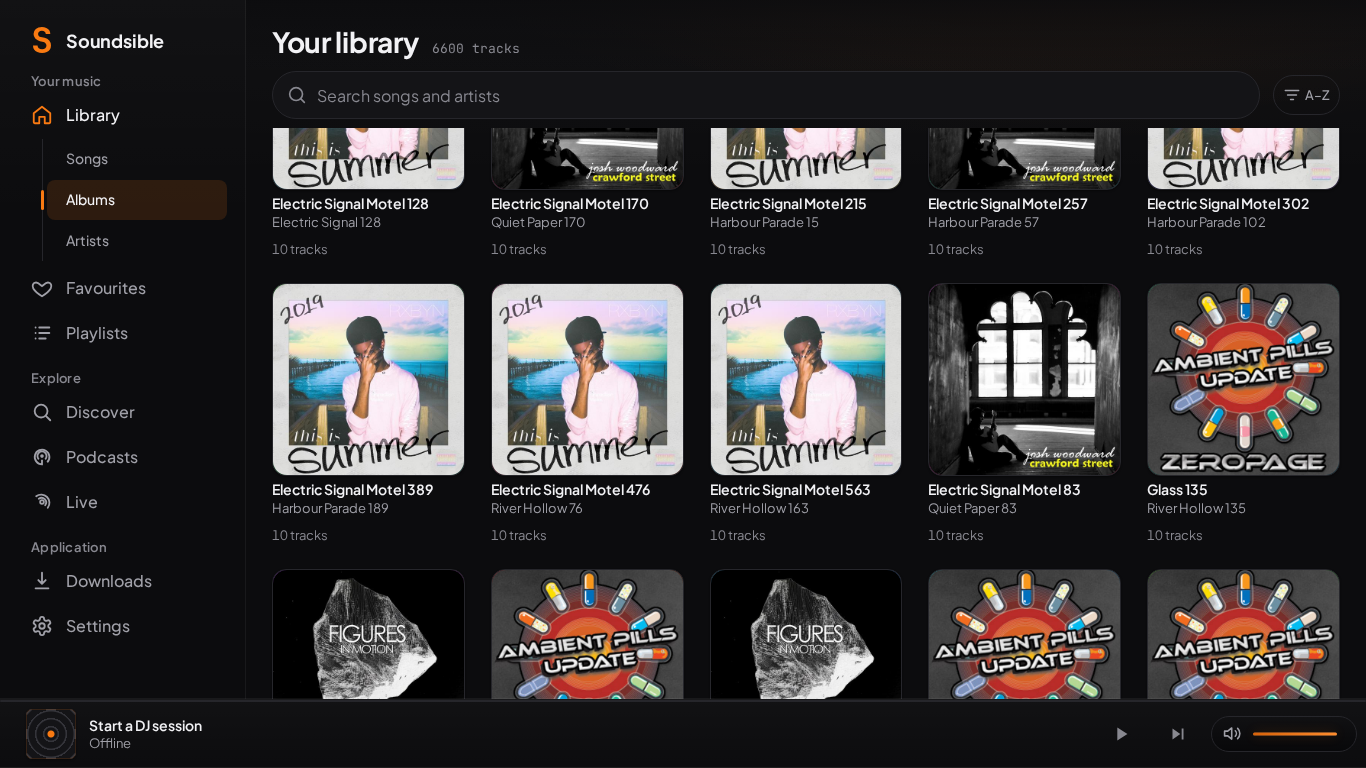 Soundsible
Your music
Library
Songs
Albums
Artists
Favourites
Playlists
Explore
Discover
Podcasts
Live
Application
Downloads
Settings
Your library 6600 tracks
Search songs and artists
A–Z
this is summer
josh woodward
crawford street
this is summer
josh woodward
crawford street
this is summer
Electric Signal Motel 128
Electric Signal 128
10 tracks
Electric Signal Motel 170
Quiet Paper 170
10 tracks
Electric Signal Motel 215
Harbour Parade 15
10 tracks
Electric Signal Motel 257
Harbour Parade 57
10 tracks
Electric Signal Motel 302
Harbour Parade 102
10 tracks
2019
this is summer
Electric Signal Motel 389
Harbour Parade 189
10 tracks
2019
this is summer
Electric Signal Motel 476
River Hollow 76
10 tracks
2019
this is summer
Electric Signal Motel 563
River Hollow 163
10 tracks
josh woodward
crawford street
Electric Signal Motel 83
Quiet Paper 83
10 tracks
AMBIENT PILLS
UPDATE
ZEROPAGE
Glass 135
River Hollow 135
10 tracks
FIGURES
IN MOTION
AMBIENT PILLS
UPDATE
FIGURES
IN MOTION
AMBIENT PILLS
UPDATE
AMBIENT PILLS
UPDATE
Start a DJ session
Offline